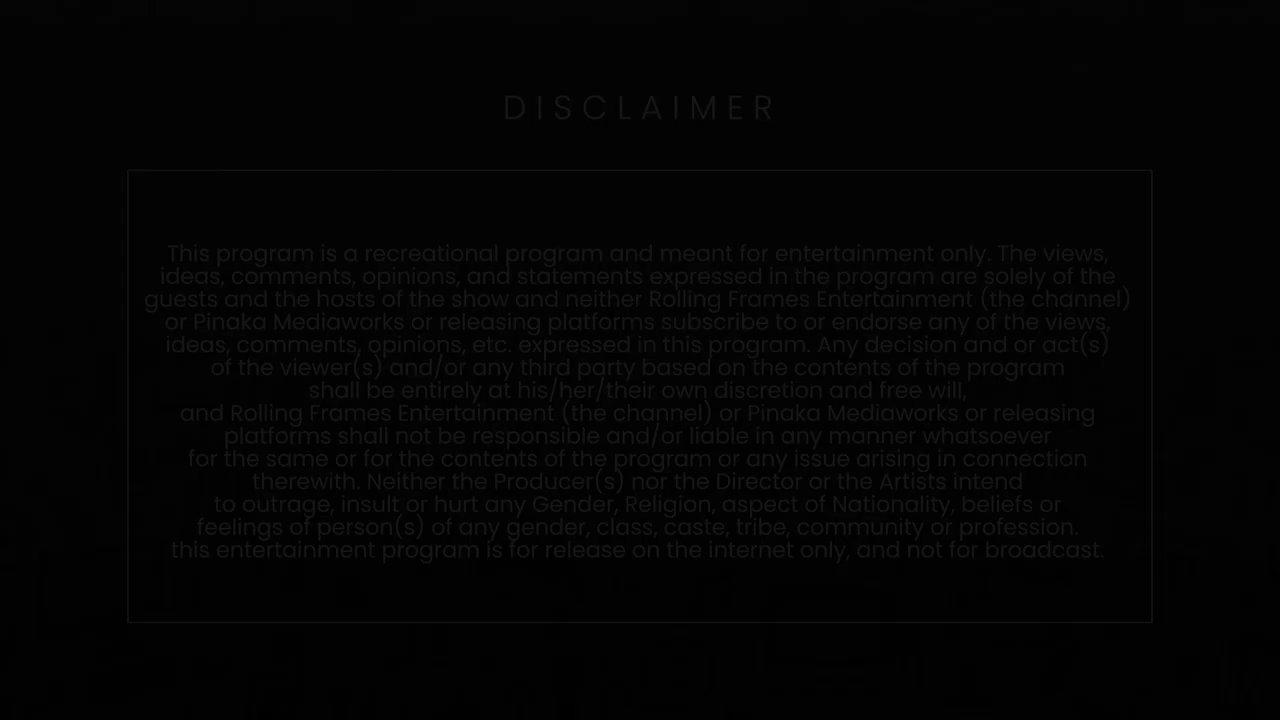 DISCLAIMER
This program is a recreational program and meant for entertainment only. The views,
ideas, comments, opinions, and statements expressed in the program are solely of the
guests and the hosts of the show and neither Rolling Frames Entertainment (the channel)
or Pinaka Mediaworks or releasing platforms subscribe to or endorse any of the views,
ideas, comments, opinions, etc. expressed in this program. Any decision and or act(s)
of the viewer(s) and/or any third party based on the contents of the program
shall be entirely at his/her/their own discretion and free will,
and Rolling Frames Entertainment (the channel) or Pinaka Mediaworks or releasing
platforms shall not be responsible and/or liable in any manner whatsoever
for the same or for the contents of the program or any issue arising in connection
therewith. Neither the Producer(s) nor the Director or the Artists intend
to outrage, insult or hurt any Gender, Religion, aspect of Nationality, beliefs or
feelings of person(s) of any gender, class, caste, tribe, community or profession.
this entertainment program is for release on the internet only, and not for broadcast.